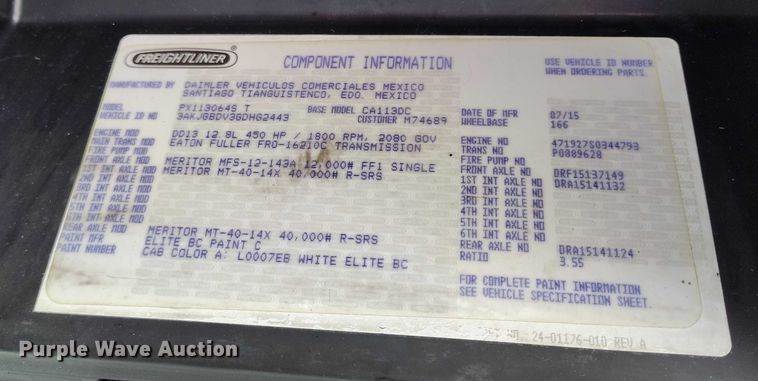 FREIGHTLINER
COMPONENT INFORMATION
USE VEHICLE ID NUMBER
WHEN ORDERING PARTS.
MANUFACTURED BY DAIMLER VEHICULOS COMERCIALES MEXICO
SANTIAGO TIANGUISTENCO, EDO. MEXICO
MODEL PX113064S T BASE MODEL CA113DC DATE OF MFR 07/15
VEHICLE ID NO 3AKJGBDV3GDHG2443 CUSTOMER M74689 WHEELBASE 166
ENGINE MOD DD13 12.8L 450 HP / 1800 RPM, 2080 GOV ENGINE NO 471927S0344793
MAIN TRANS MOD EATON FULLER FRO-16210C TRANSMISSION TRANS NO P0889628
FIRE PUMP MOD FIRE PUMP NO
FRONT AXLE MOD MERITOR MFS-12-143A 12,000# FF1 SINGLE FRONT AXLE NO DRF15137149
1ST INT AXLE MOD MERITOR MT-40-14X 40,000# R-SRS 1ST INT AXLE NO DRA15141132
2ND INT AXLE MOD 2ND INT AXLE NO
3RD INT AXLE MOD 3RD INT AXLE NO
4TH INT AXLE MOD 4TH INT AXLE NO
5TH INT AXLE MOD 5TH INT AXLE NO
6TH INT AXLE MOD 6TH INT AXLE NO
REAR AXLE MOD MERITOR MT-40-14X 40,000# R-SRS REAR AXLE NO DRA15141124
PAINT MFR ELITE BC PAINT C RATIO 3.55
PAINT NUMBER CAB COLOR A: L0007EB WHITE ELITE BC
FOR COMPLETE PAINT INFORMATION
SEE VEHICLE SPECIFICATION SHEET.
24-01176-010 REV A
Purple Wave Auction